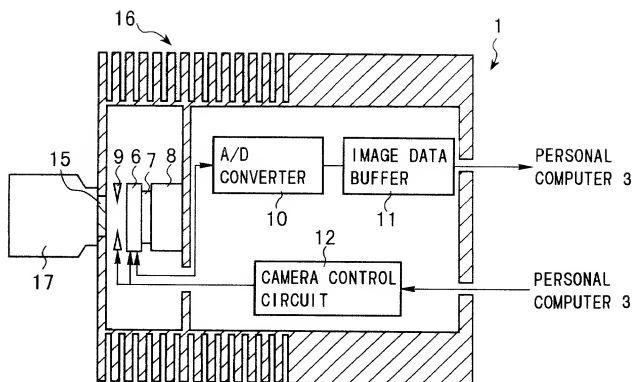 16
1
15
9
6
7
8
A/D
CONVERTER
10
IMAGE DATA
BUFFER
11
PERSONAL
COMPUTER 3
17
12
CAMERA CONTROL
CIRCUIT
PERSONAL
COMPUTER 3